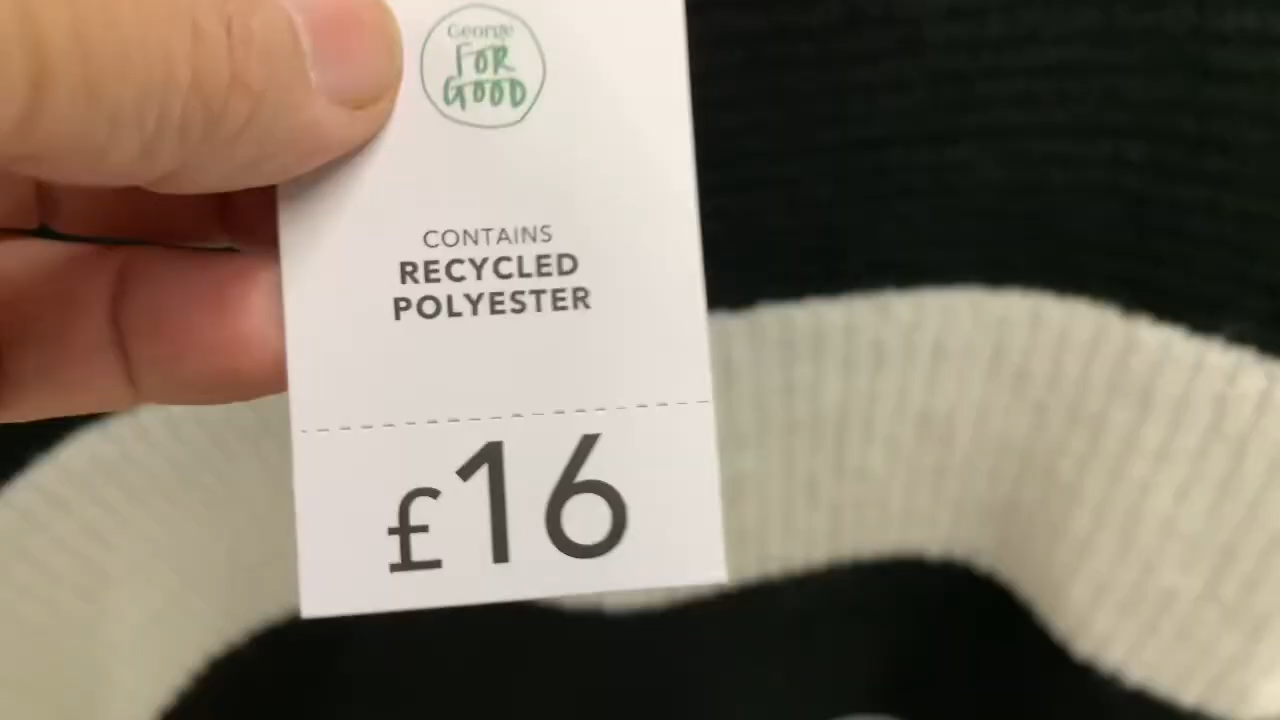 George
FOR
GOOD
CONTAINS
RECYCLED
POLYESTER
£16